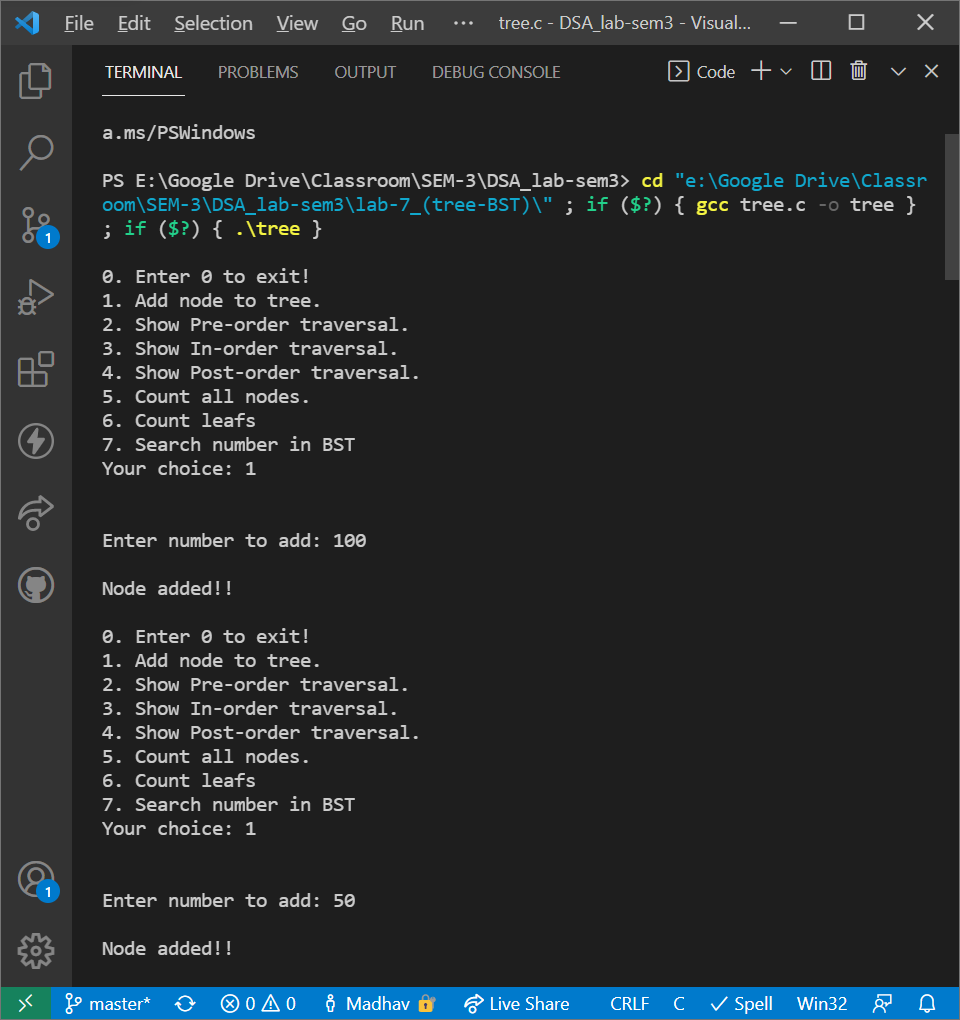 File Edit Selection View Go Run ··· tree.c - DSA_lab-sem3 - Visual...
TERMINAL PROBLEMS OUTPUT DEBUG CONSOLE Code
a.ms/PSWindows
PS E:\Google Drive\Classroom\SEM-3\DSA_lab-sem3> cd "e:\Google Drive\Classr
oom\SEM-3\DSA_lab-sem3\lab-7_(tree-BST)\" ; if ($?) { gcc tree.c -o tree }
; if ($?) { .\tree }
0. Enter 0 to exit!
1. Add node to tree.
2. Show Pre-order traversal.
3. Show In-order traversal.
4. Show Post-order traversal.
5. Count all nodes.
6. Count leafs
7. Search number in BST
Your choice: 1
Enter number to add: 100
Node added!!
0. Enter 0 to exit!
1. Add node to tree.
2. Show Pre-order traversal.
3. Show In-order traversal.
4. Show Post-order traversal.
5. Count all nodes.
6. Count leafs
7. Search number in BST
Your choice: 1
Enter number to add: 50
Node added!!
1
1
master* 0 0 Madhav Live Share CRLF C Spell Win32